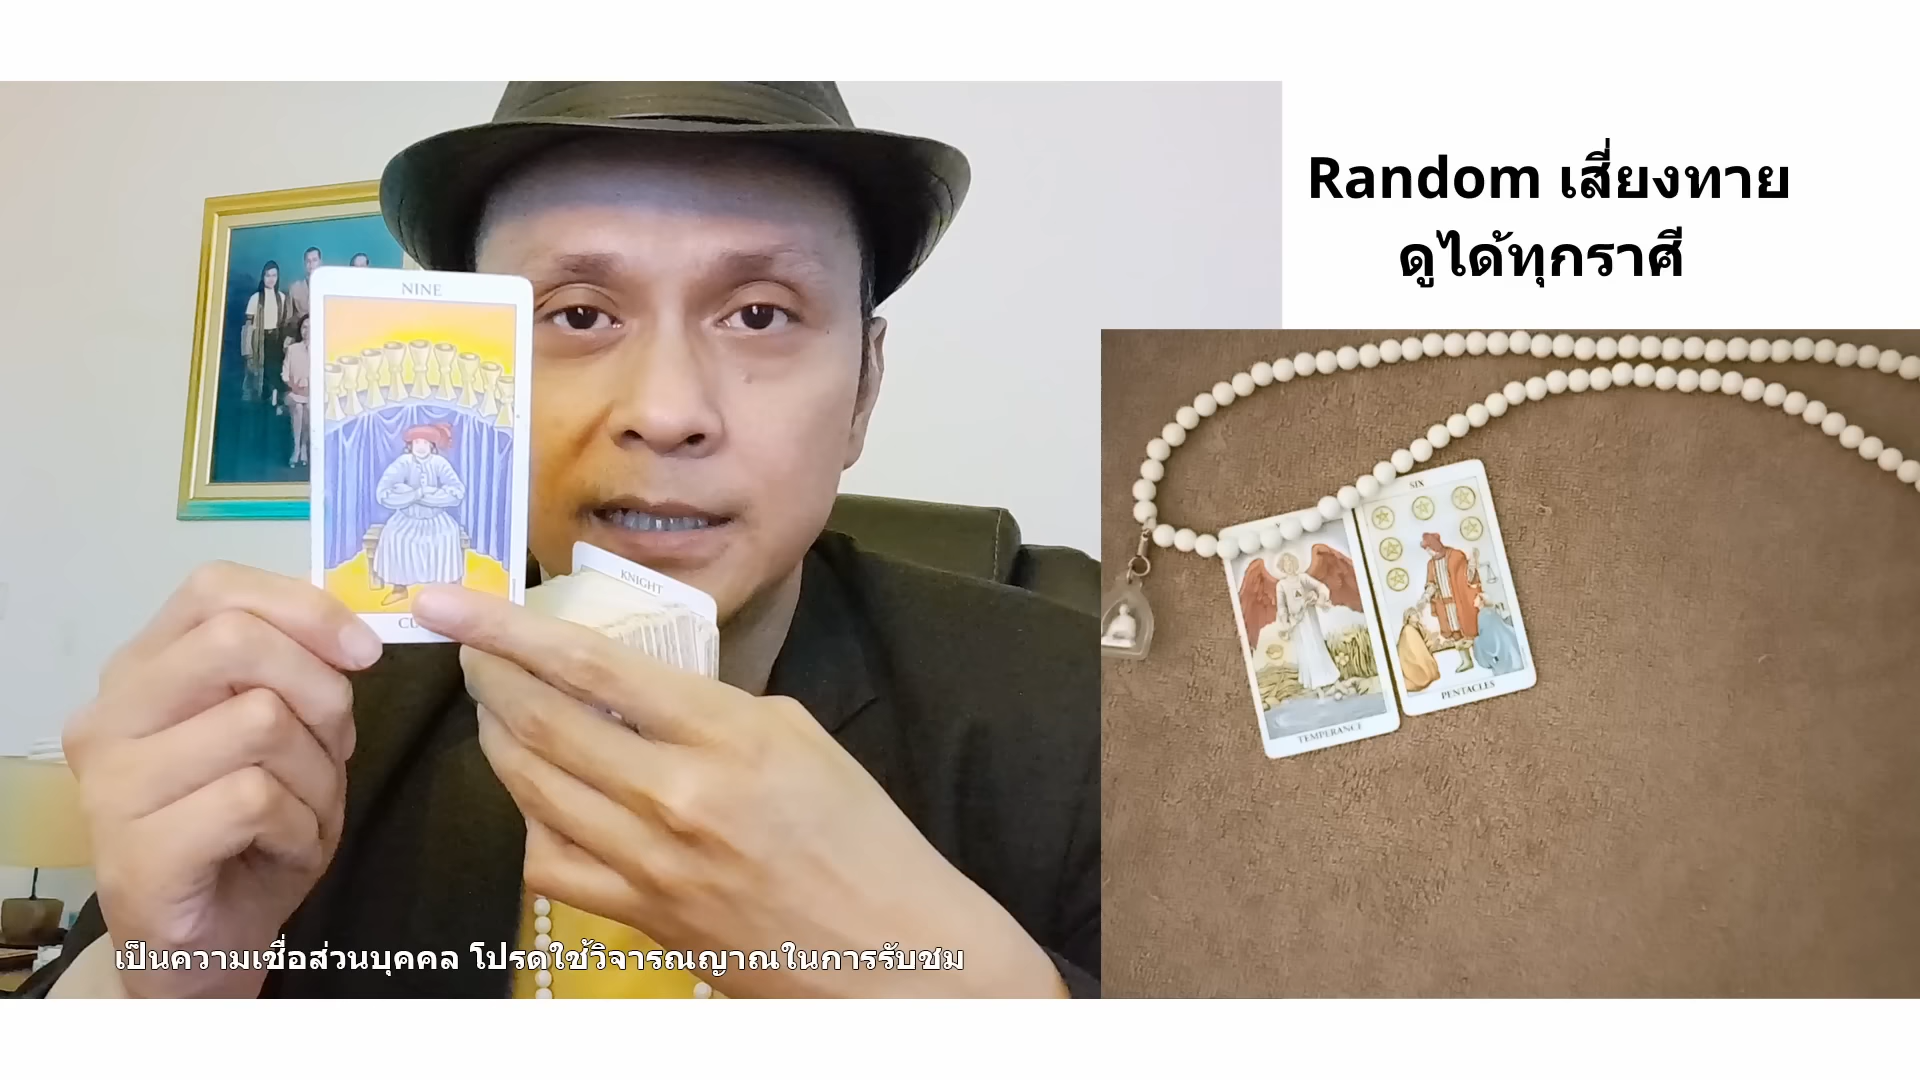 Random เสี่ยงทาย
ดูได้ทุกราศี
NINE
KNIGHT
SIX
PENTACLES
TEMPERANCE
เป็นความเชื่อส่วนบุคคล โปรดใช้วิจารณญาณในการรับชม